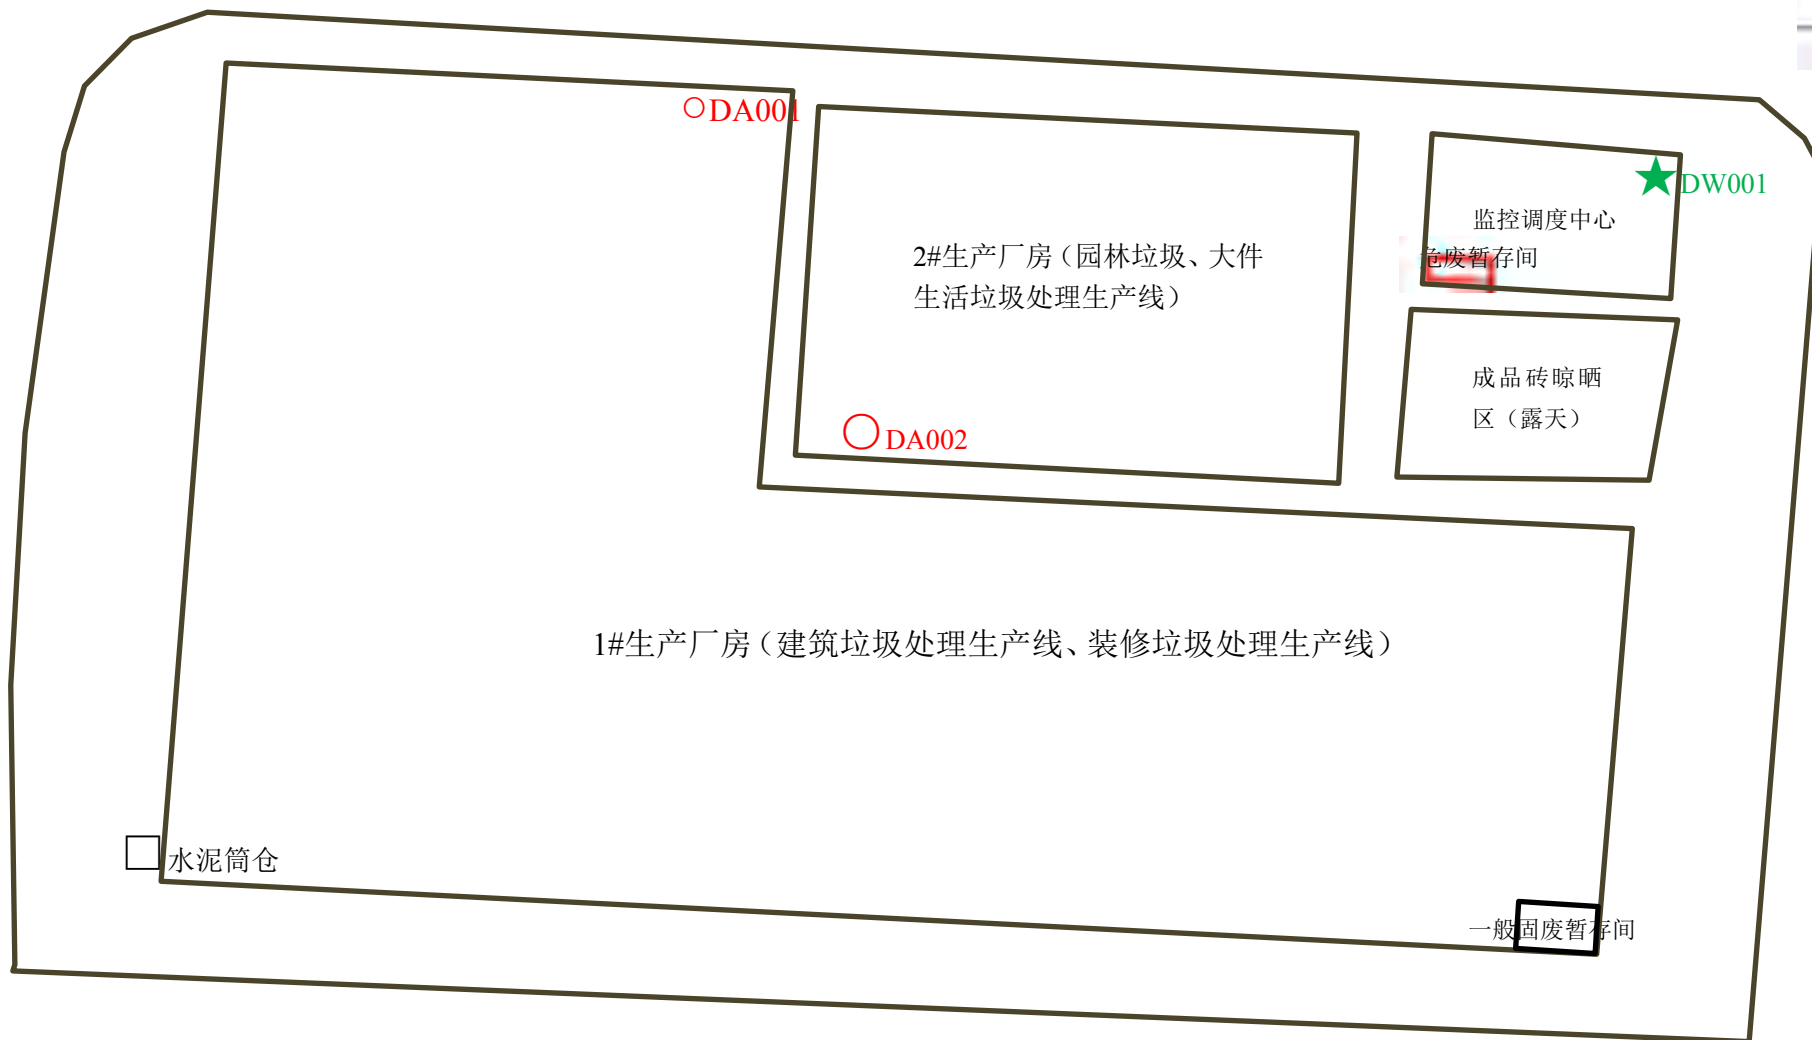 DA001
DW001
监控调度中心
2#生产厂房（园林垃圾、大件
生活垃圾处理生产线）
危废暂存间
成品砖晾晒
区（露天）
DA002
1#生产厂房（建筑垃圾处理生产线、装修垃圾处理生产线）
水泥筒仓
一般固废暂存间